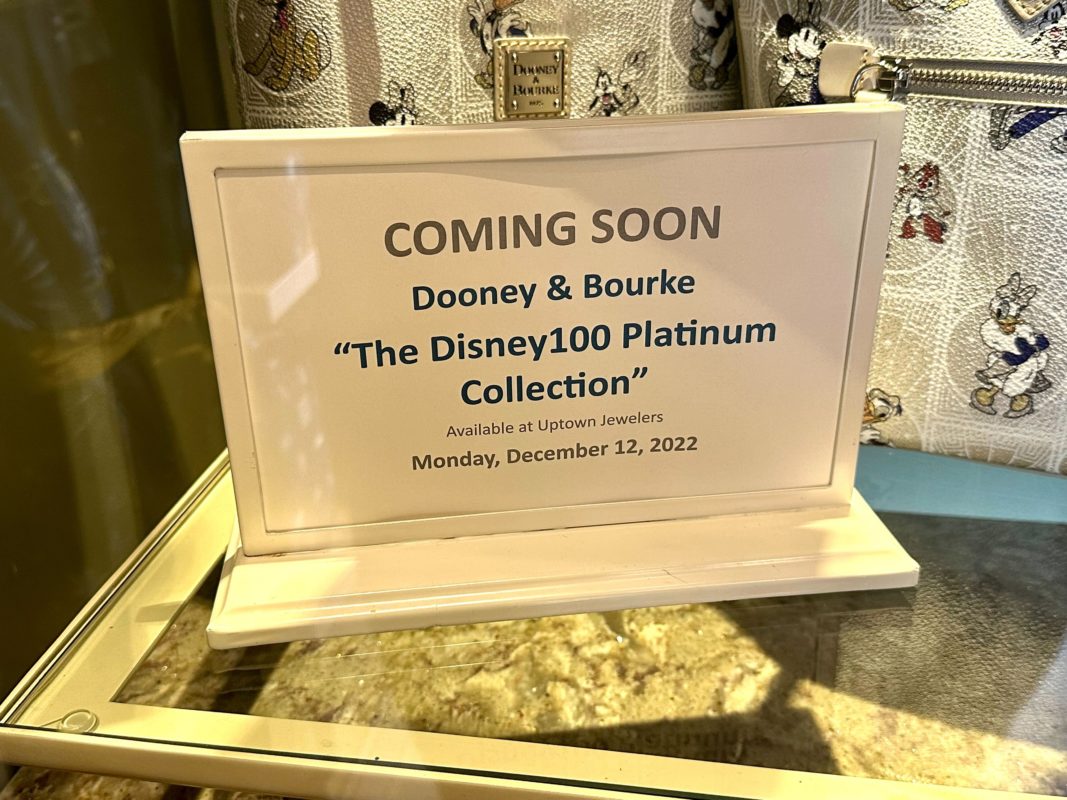 DOONEY
&
BOURKE
COMING SOON
Dooney & Bourke
“The Disney100 Platinum
Collection”
Available at Uptown Jewelers
Monday, December 12, 2022